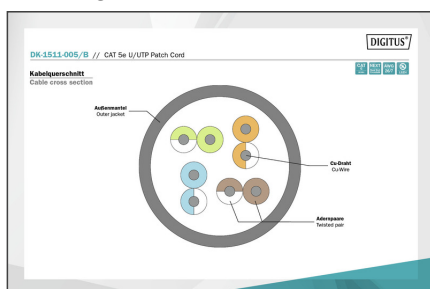 DIGITUS®
DK-1511-005/B // CAT 5e U/UTP Patch Cord
Kabelquerschnitt
Cable cross section
Außenmantel
Outer jacket
Cu-Draht
Cu-Wire
Adernpaare
Twisted pair